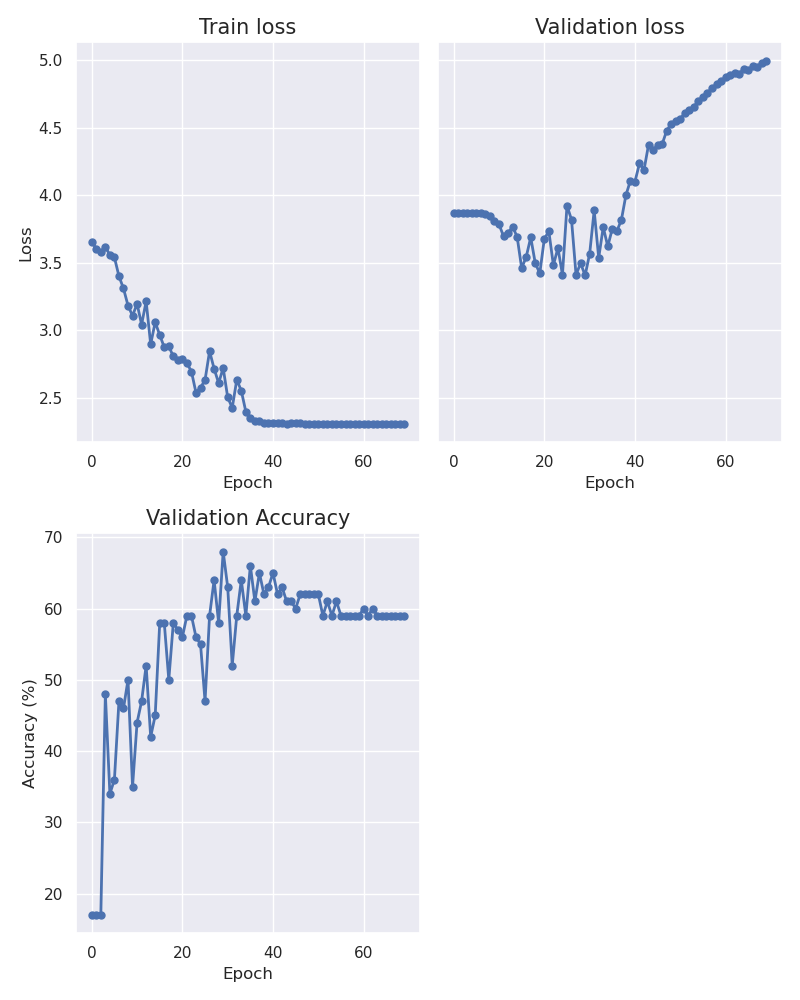 Train loss
Validation loss
5.0
4.5
4.0
3.5
3.0
2.5
Loss
0 20 40 60
0 20 40 60
Epoch
Epoch
Validation Accuracy
70
60
50
40
30
20
Accuracy (%)
0 20 40 60
Epoch